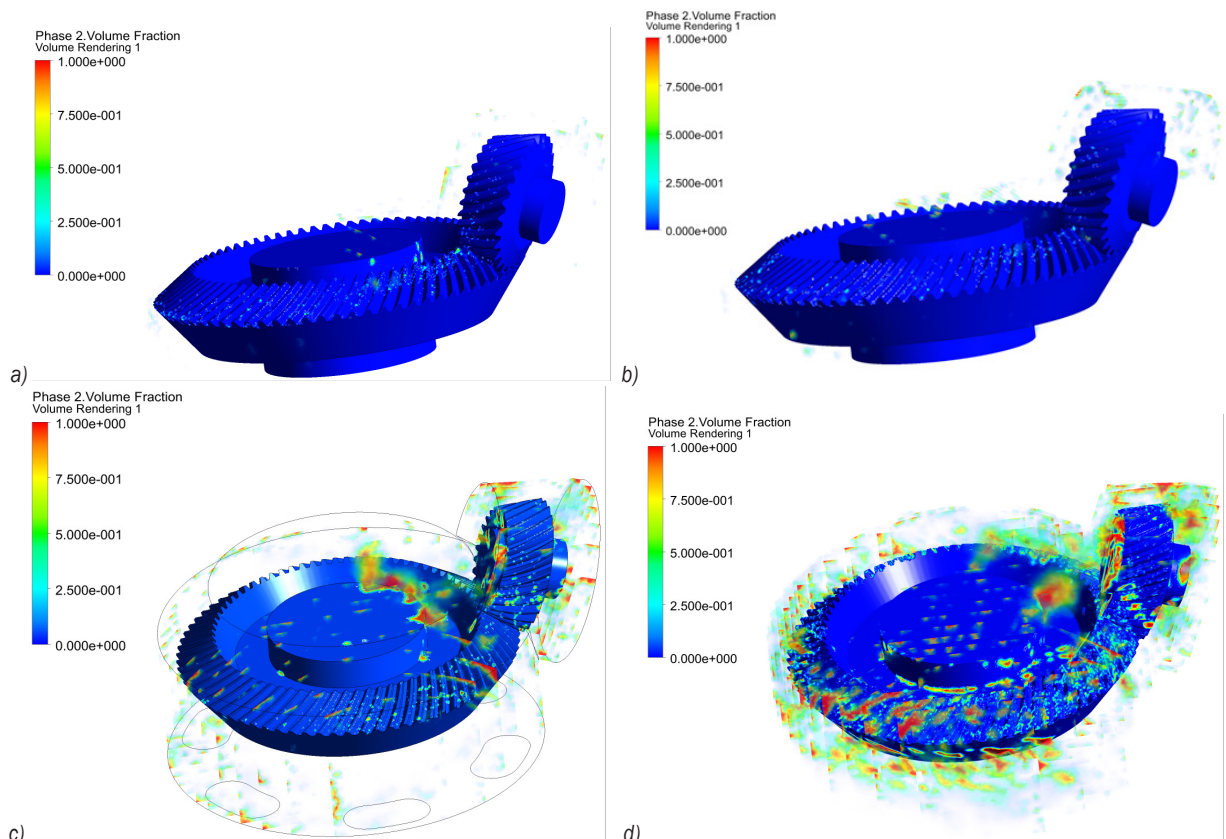 Phase 2.Volume Fraction
Volume Rendering 1
1.000e+000
7.500e-001
5.000e-001
2.500e-001
0.000e+000
a)
Phase 2.Volume Fraction
Volume Rendering 1
1.000e+000
7.500e-001
5.000e-001
2.500e-001
0.000e+000
b)
Phase 2.Volume Fraction
Volume Rendering 1
1.000e+000
7.500e-001
5.000e-001
2.500e-001
0.000e+000
c)
Phase 2.Volume Fraction
Volume Rendering 1
1.000e+000
7.500e-001
5.000e-001
2.500e-001
0.000e+000
d)